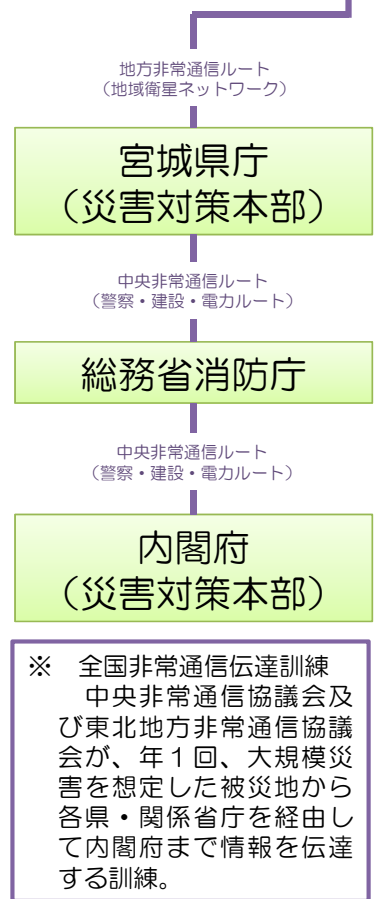 地方非常通信ルート
（地域衛星ネットワーク）
宮城県庁
（災害対策本部）
中央非常通信ルート
（警察・建設・電力ルート）
総務省消防庁
中央非常通信ルート
（警察・建設・電力ルート）
内閣府
（災害対策本部）
※　全国非常通信伝達訓練
中央非常通信協議会及
び東北地方非常通信協議
会が、年１回、大規模災
害を想定した被災地から
各県・関係省庁を経由し
て内閣府まで情報を伝達
する訓練。